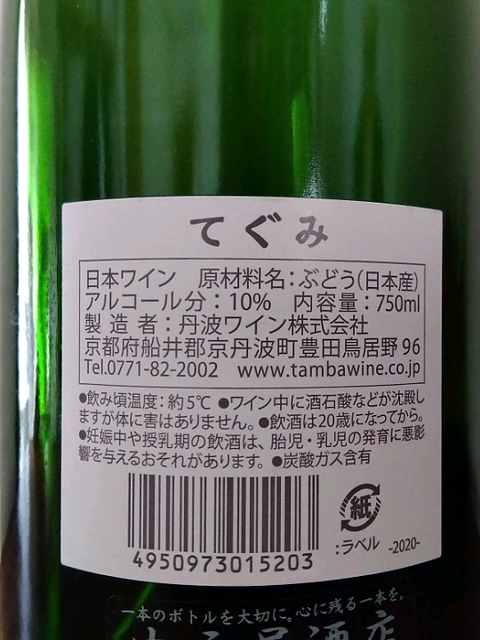 てぐみ
日本ワイン 原材料名：ぶどう（日本産）
アルコール分：10% 内容量：750ml
製造者：丹波ワイン株式会社
京都府船井郡京丹波町豊田鳥居野 96
Tel.0771-82-2002 www.tambawine.co.jp
●飲み頃温度：約5℃ ●ワイン中に酒石酸などが沈殿し
ますが体に害はありません。●飲酒は20歳になってから。
●妊娠中や授乳期の飲酒は、胎児・乳児の発育に悪影
響を与えるおそれがあります。●炭酸ガス含有
紙
：ラベル -2020-
4950973015203
一本のボトルを大切に。心に残る一本を。